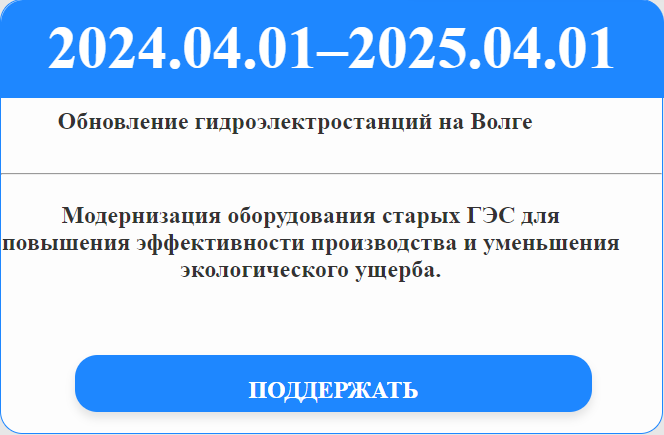 2024.04.01–2025.04.01
Обновление гидроэлектростанций на Волге
Модернизация оборудования старых ГЭС для
повышения эффективности производства и уменьшения
экологического ущерба.
ПОДДЕРЖАТЬ